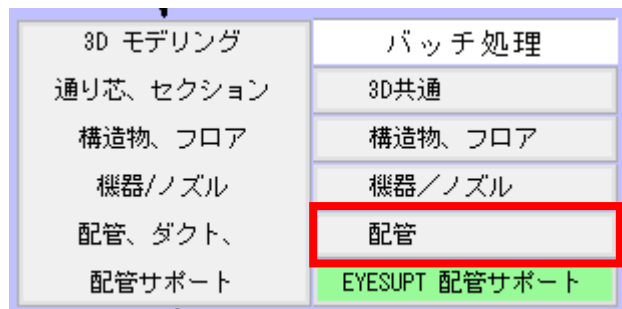 3D モデリング
バッチ処理
通り芯、セクション
3D共通
構造物、フロア
構造物、フロア
機器/ノズル
機器／ノズル
配管、ダクト、
配管
配管サポート
EYESUPT 配管サポート